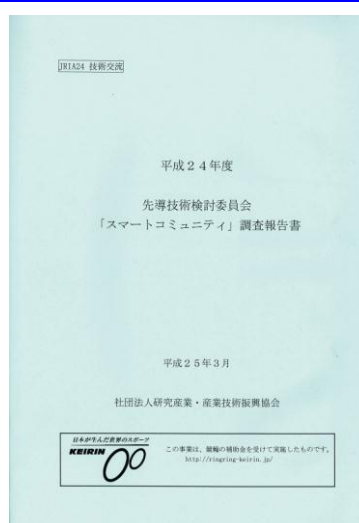 JRIA24 技術交流
平成２４年度
先導技術検討委員会
「スマートコミュニティ」調査報告書
平成２５年３月
社団法人研究産業・産業技術振興協会
日本が生んだ世界のスポーツ
KEIRIN
この事業は、競輪の補助金を受けて実施したものです。
http://ringring-keirin.jp/